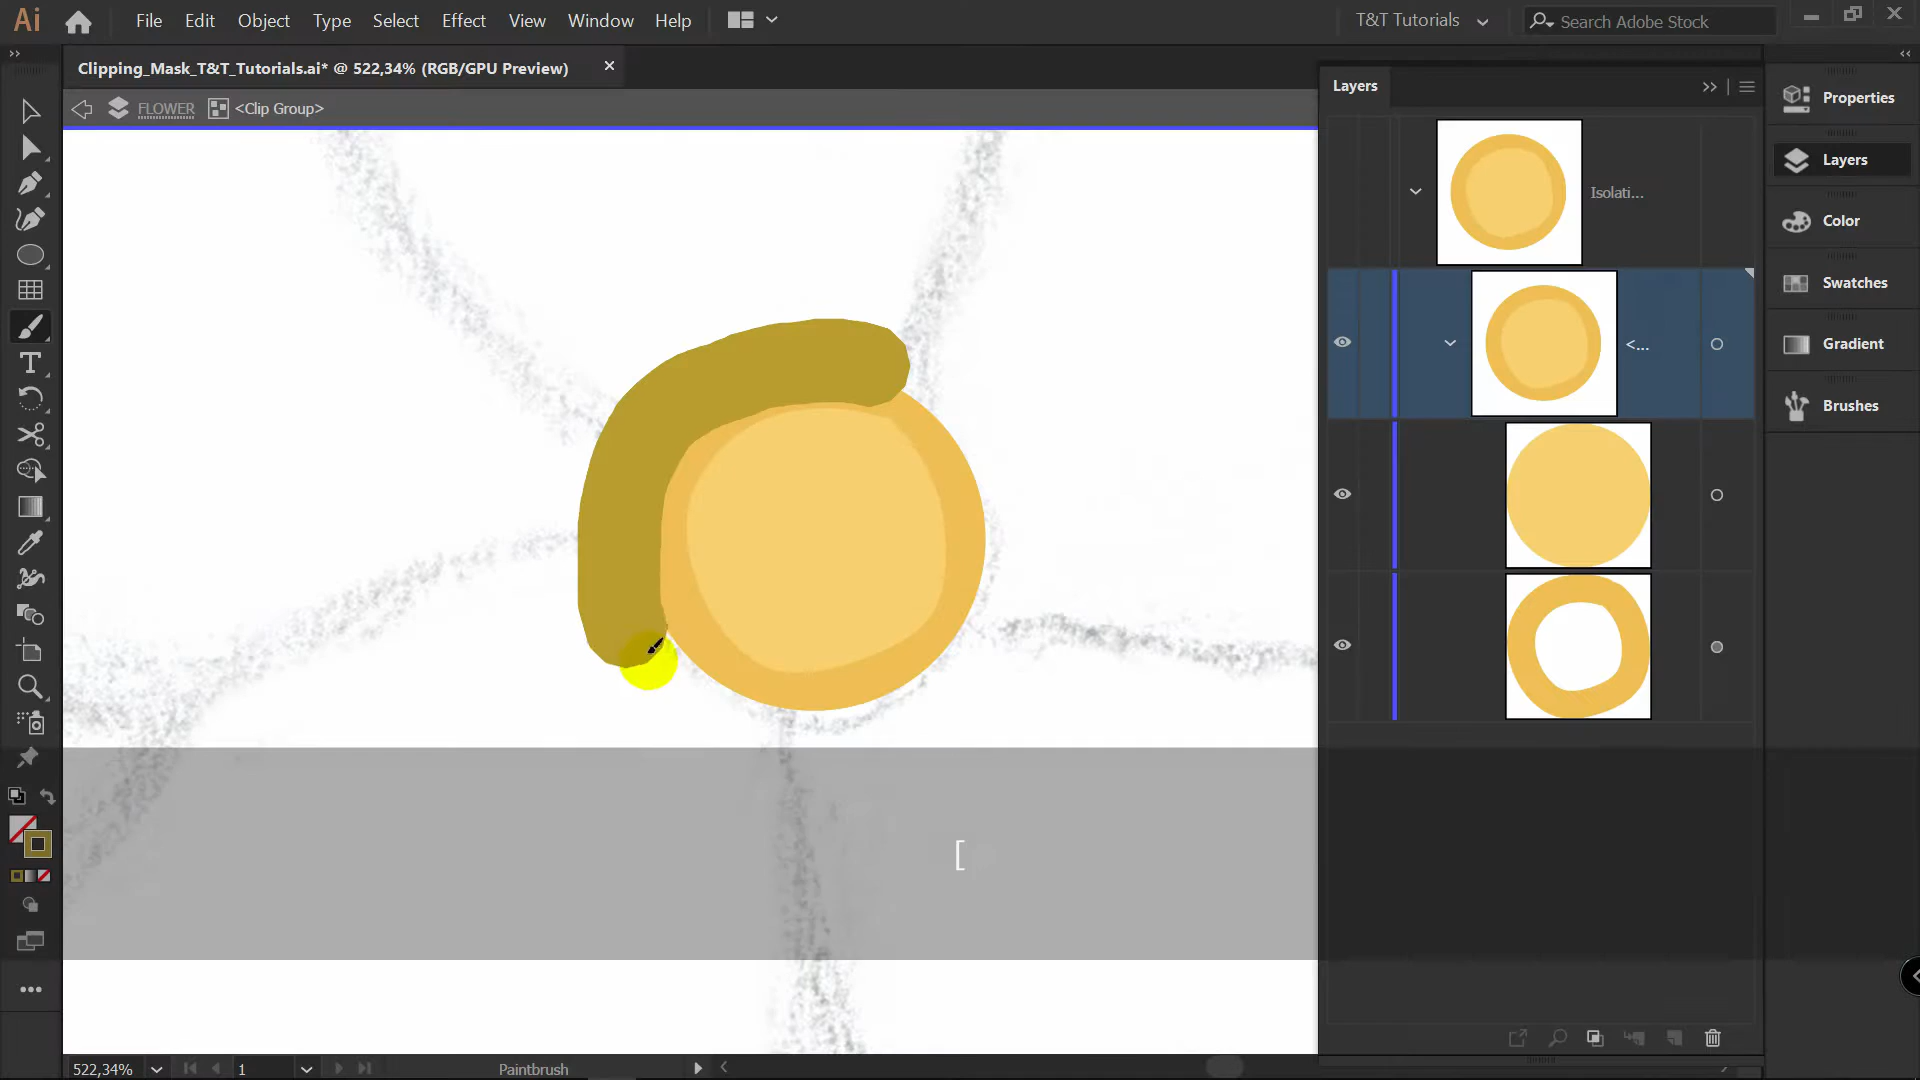 Ai File Edit Object Type Select Effect View Window Help T&T Tutorials Search Adobe Stock
Clipping_Mask_T&T_Tutorials.ai* @ 522,34% (RGB/GPU Preview)
FLOWER <Clip Group>
Layers
Isolati...
<...
Properties
Layers
Color
Swatches
Gradient
Brushes
[
522,34% 1 Paintbrush